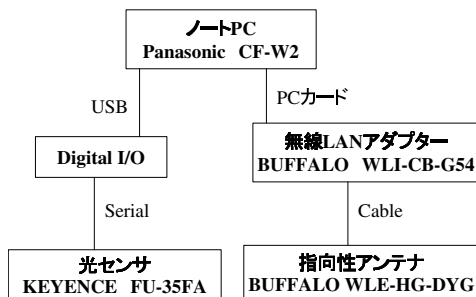 ノートPC
Panasonic CF-W2
USB
PCカード
Digital I/O
無線LANアダプター
BUFFALO WLI-CB-G54
Serial
Cable
光センサ
KEYENCE FU-35FA
指向性アンテナ
BUFFALO WLE-HG-DYG